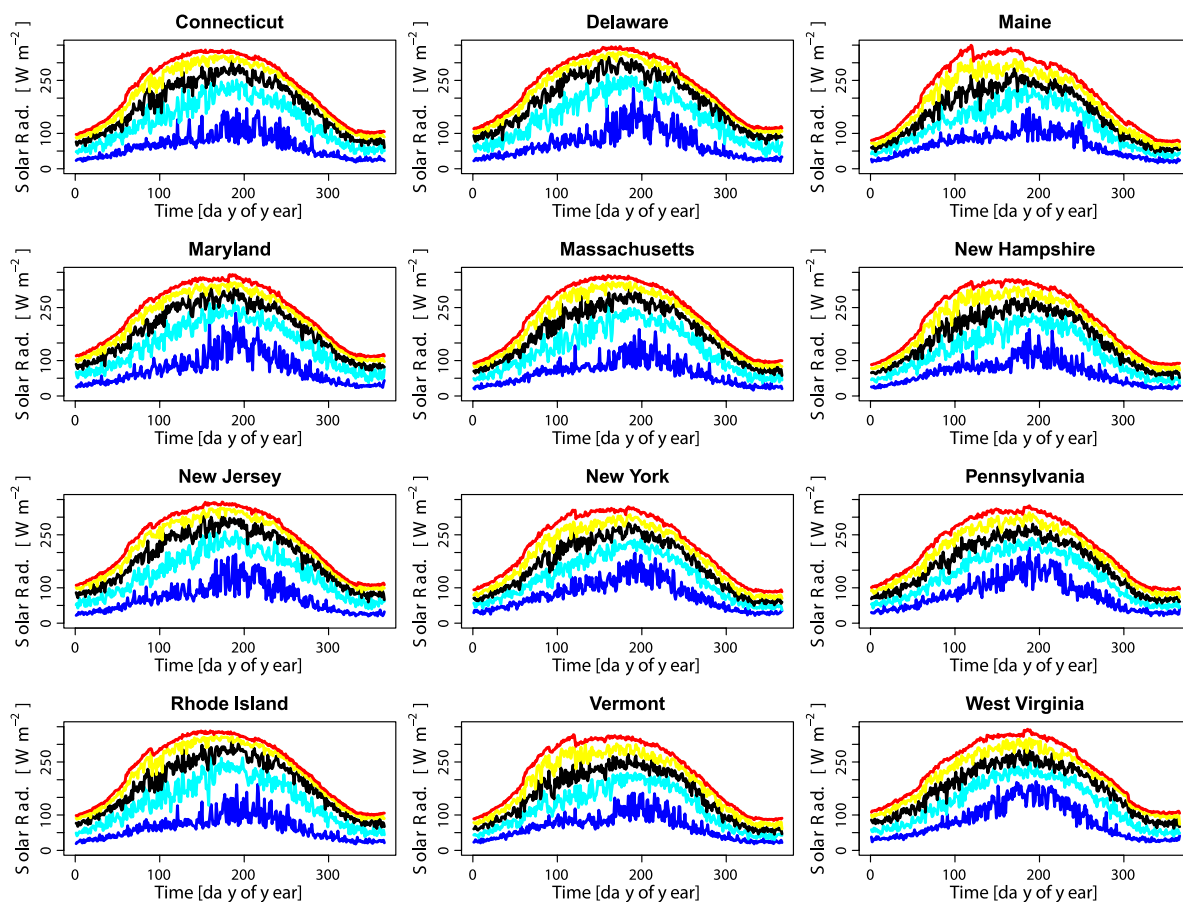 Connecticut
Delaware
Maine
Solar Rad. [W m−2]
250
100
0
0 100 200 300
Time [da y of y ear]
Solar Rad. [W m−2]
250
100
0
0 100 200 300
Time [da y of y ear]
Solar Rad. [W m−2]
250
100
0
0 100 200 300
Time [da y of y ear]
Maryland
Massachusetts
New Hampshire
Solar Rad. [W m−2]
250
100
0
0 100 200 300
Time [da y of y ear]
Solar Rad. [W m−2]
250
100
0
0 100 200 300
Time [da y of y ear]
Solar Rad. [W m−2]
250
100
0
0 100 200 300
Time [da y of y ear]
New Jersey
New York
Pennsylvania
Solar Rad. [W m−2]
250
100
0
0 100 200 300
Time [da y of y ear]
Solar Rad. [W m−2]
250
100
0
0 100 200 300
Time [da y of y ear]
Solar Rad. [W m−2]
250
100
0
0 100 200 300
Time [da y of y ear]
Rhode Island
Vermont
West Virginia
Solar Rad. [W m−2]
250
100
0
0 100 200 300
Time [da y of y ear]
Solar Rad. [W m−2]
250
100
0
0 100 200 300
Time [da y of y ear]
Solar Rad. [W m−2]
250
100
0
0 100 200 300
Time [da y of y ear]